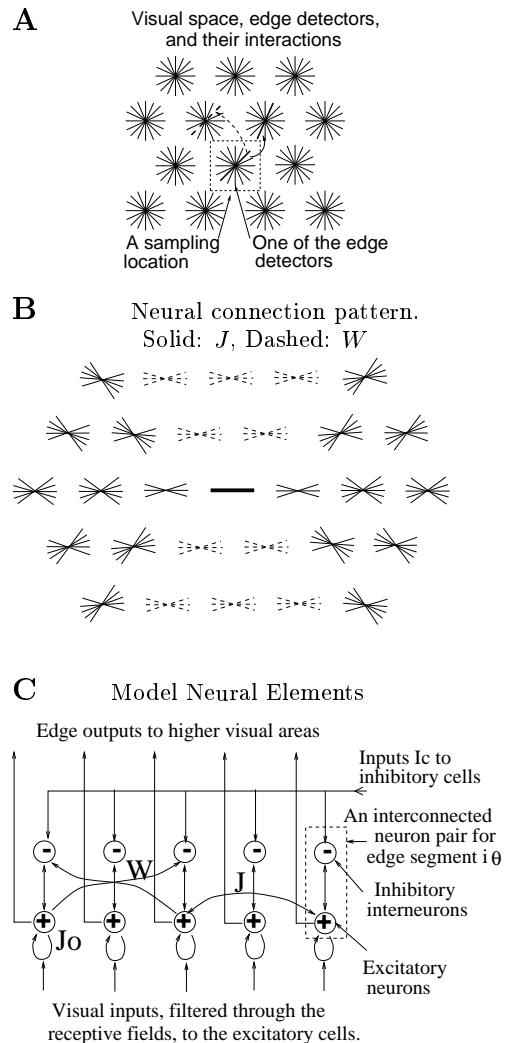 A
Visual space, edge detectors,
and their interactions
A sampling
location
One of the edge
detectors
B
Neural connection pattern.
Solid: J, Dashed: W
C
Model Neural Elements
Edge outputs to higher visual areas
Inputs Ic to
inhibitory cells
An interconnected
neuron pair for
edge segment i θ
Inhibitory
interneurons
W
J
Jo
Excitatory
neurons
Visual inputs, filtered through the
receptive fields, to the excitatory cells.